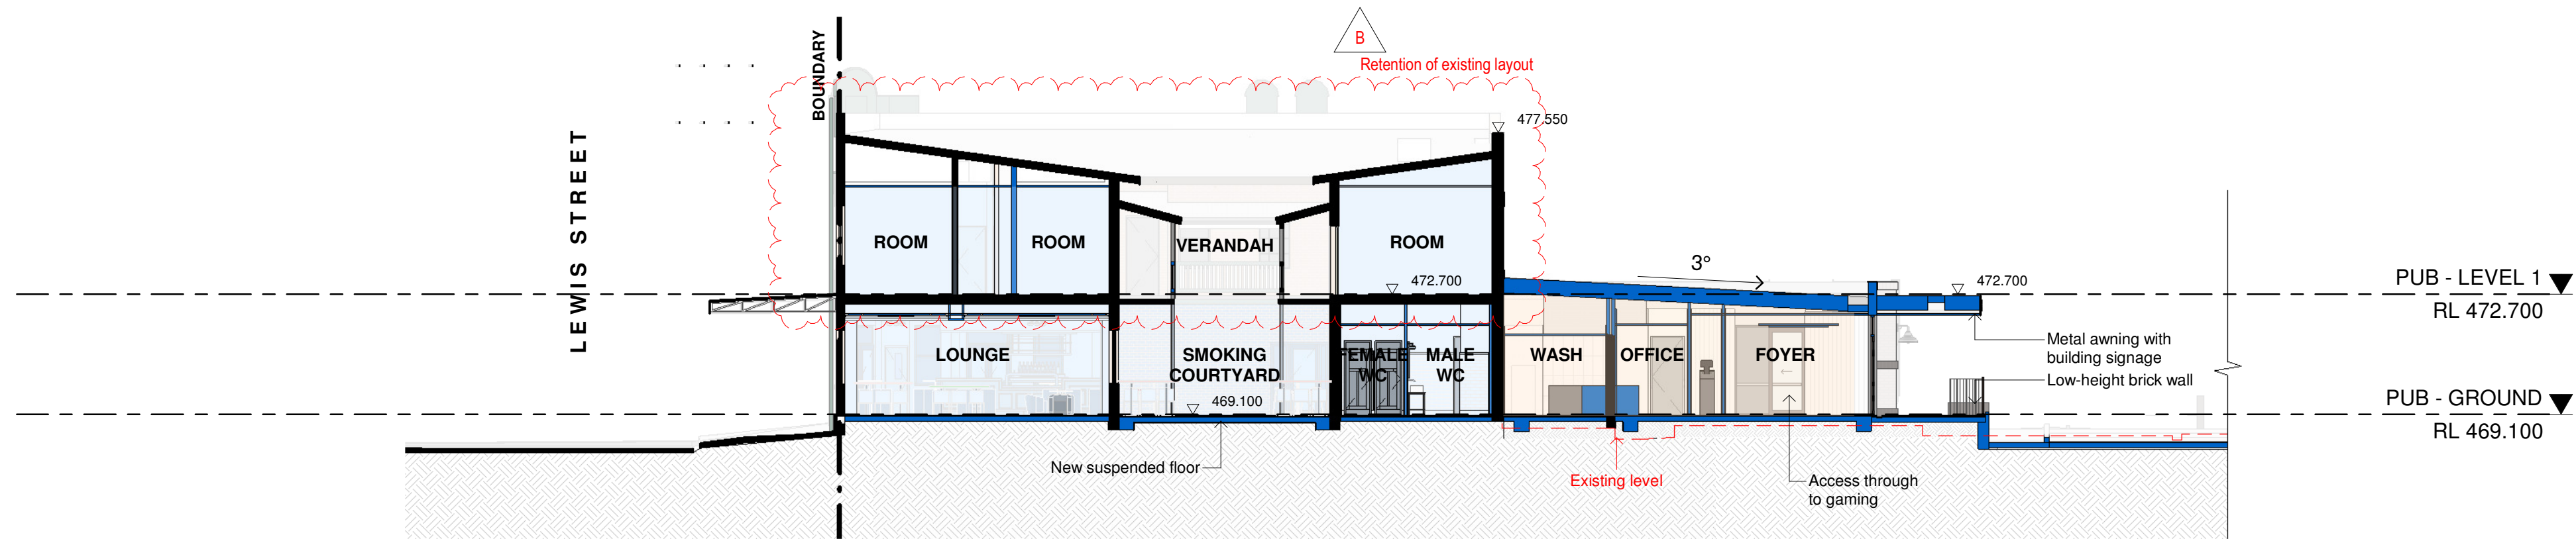 B
Retention of existing layout
BOUNDARY
LEWIS STREET
477.550
ROOM
ROOM
VERANDAH
ROOM
472.700
3°
472.700
PUB - LEVEL 1
RL 472.700
LOUNGE
SMOKING
COURTYARD
FEMALE
WC
MALE
WC
WASH
OFFICE
FOYER
Metal awning with
building signage
Low-height brick wall
469.100
PUB - GROUND
RL 469.100
New suspended floor
Existing level
Access through
to gaming